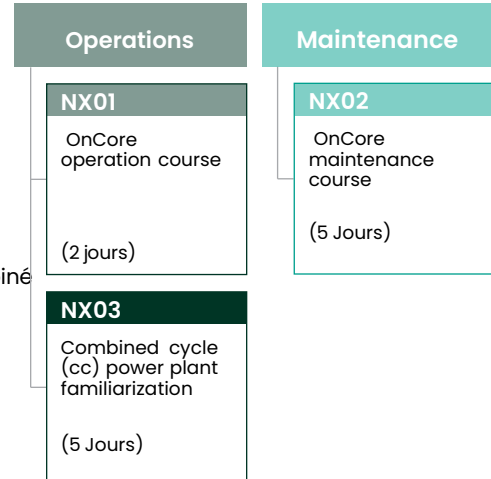 Operations
NX01
OnCore
operation course
(2 jours)
iné
NX03
Combined cycle
(cc) power plant
familiarization
(5 Jours)
Maintenance
NX02
OnCore
maintenance
course
(5 Jours)